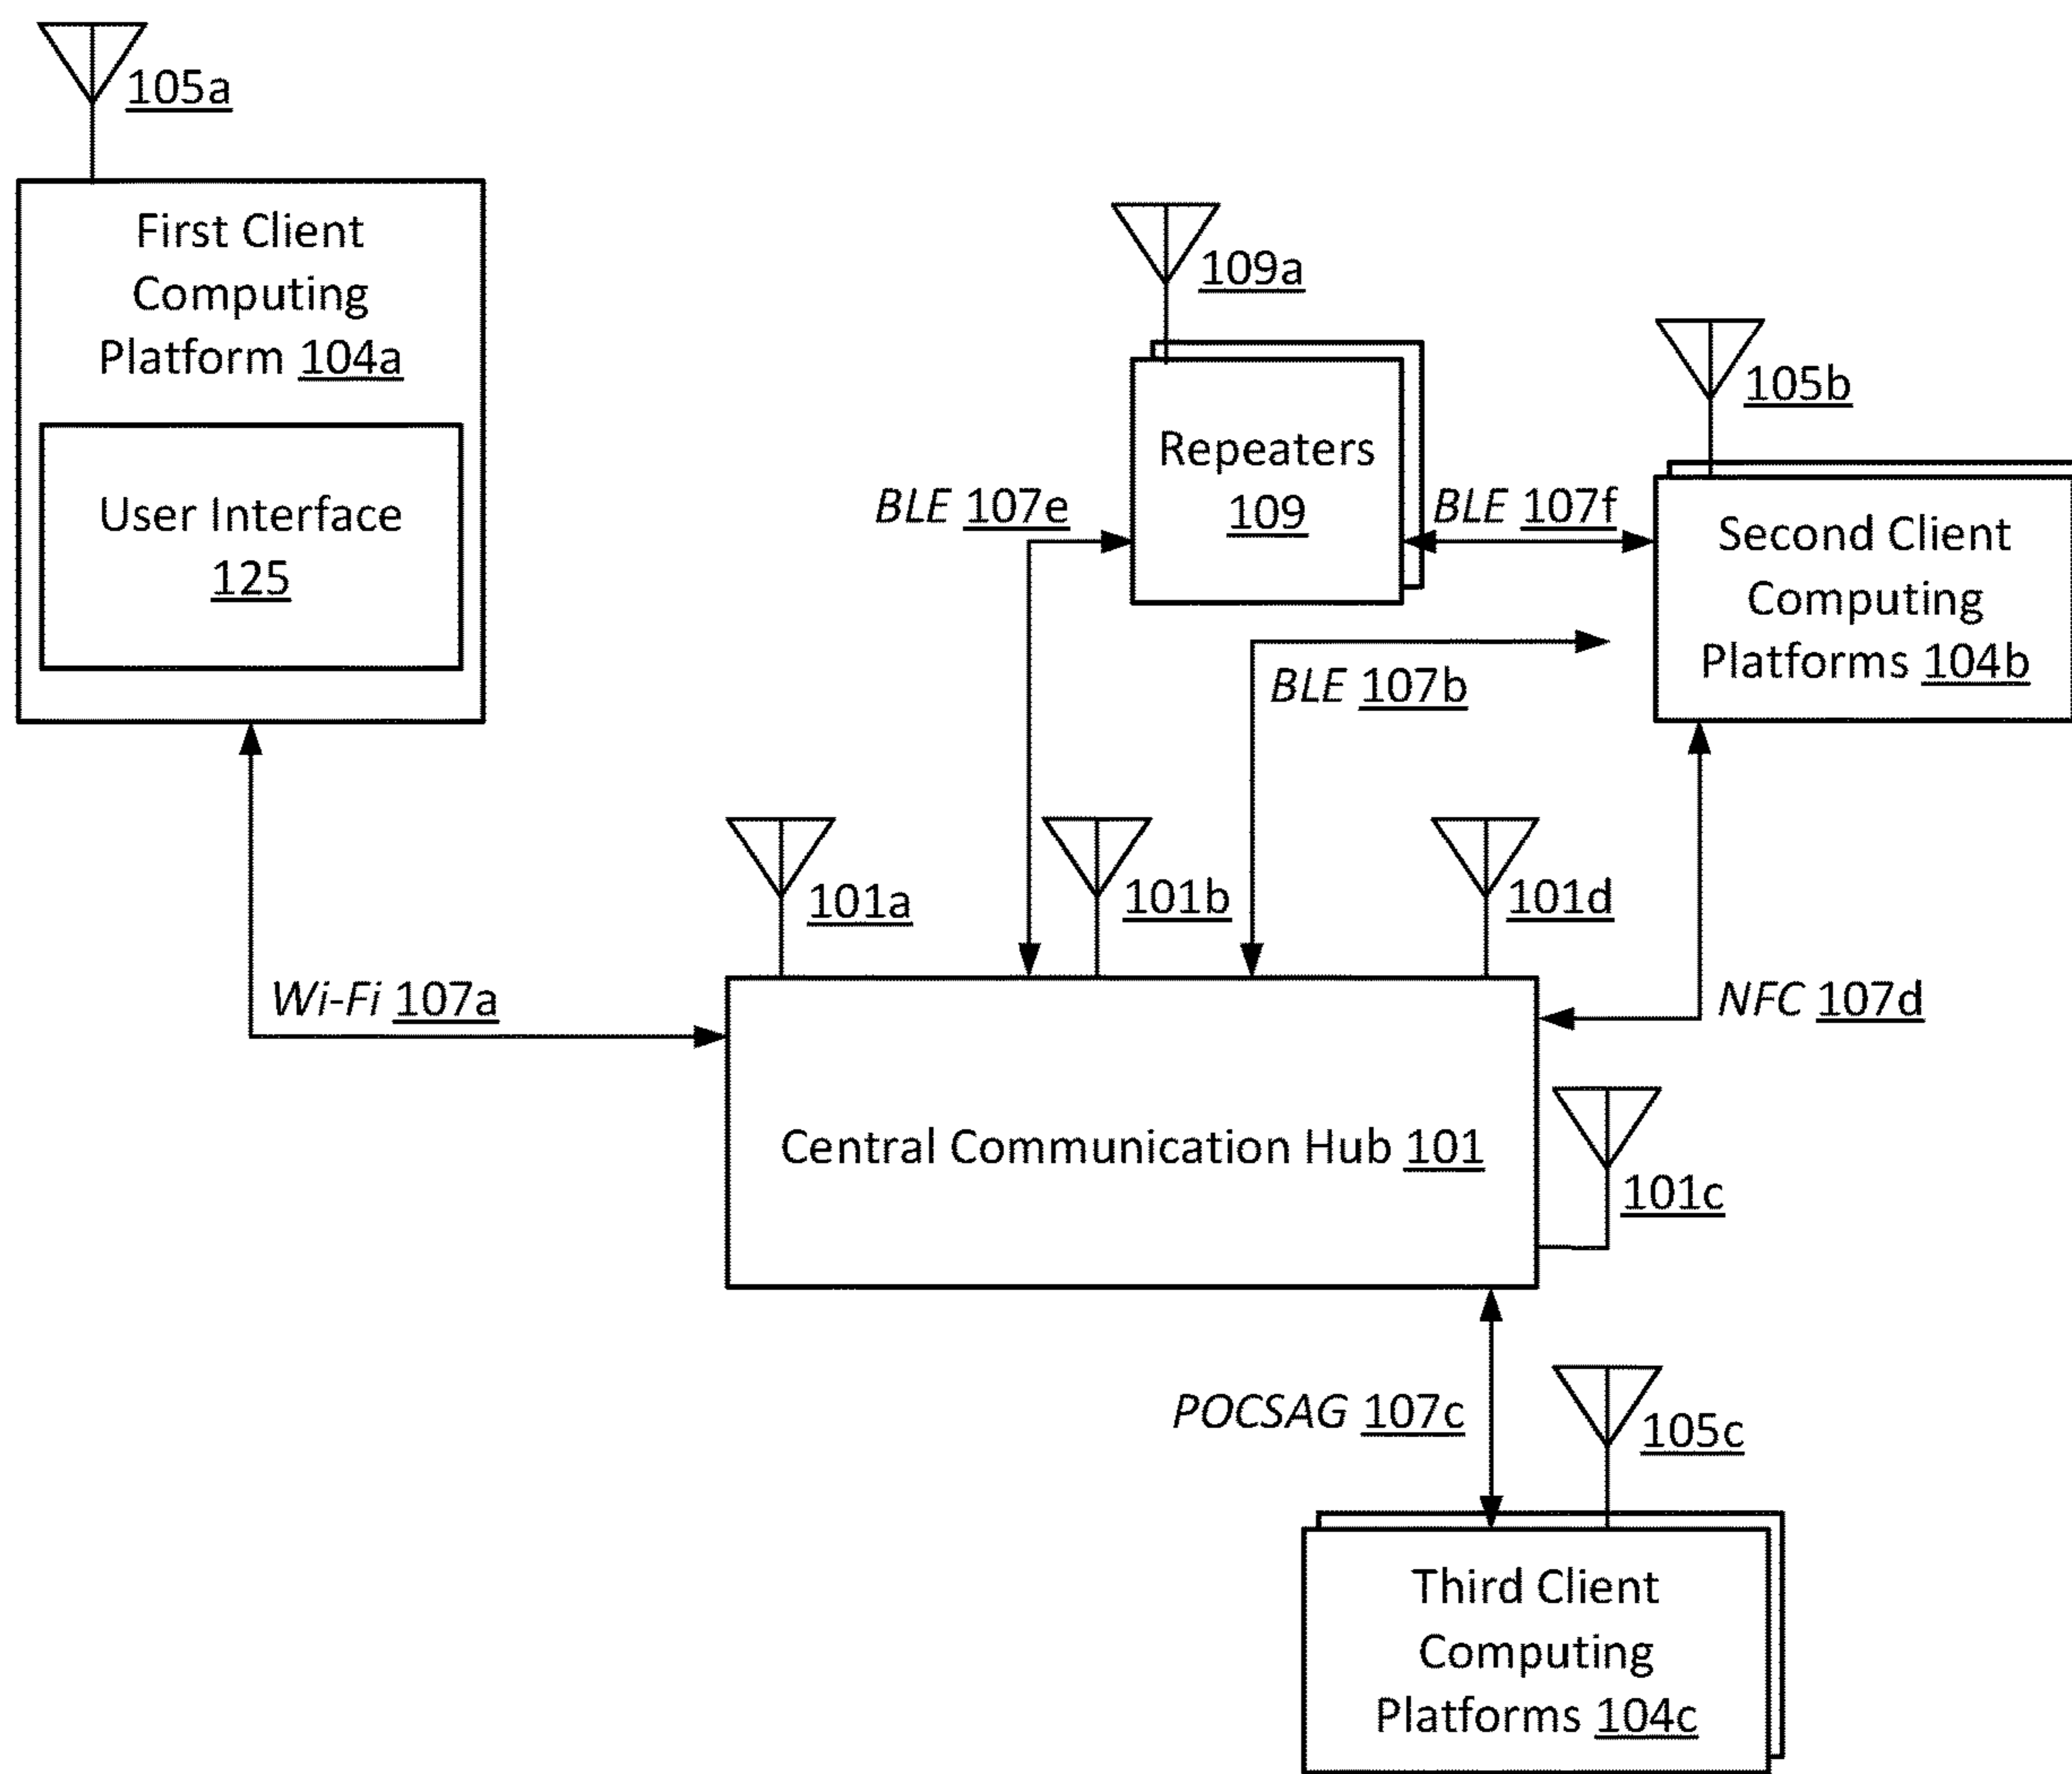 105a
First Client
Computing
Platform 104a
User Interface
125
109a
Repeaters
109
105b
Second Client
Computing
Platforms 104b
BLE 107e
BLE 107f
BLE 107b
101a
101b
101d
Wi-Fi 107a
NFC 107d
Central Communication Hub 101
101c
POCSAG 107c
105c
Third Client
Computing
Platforms 104c